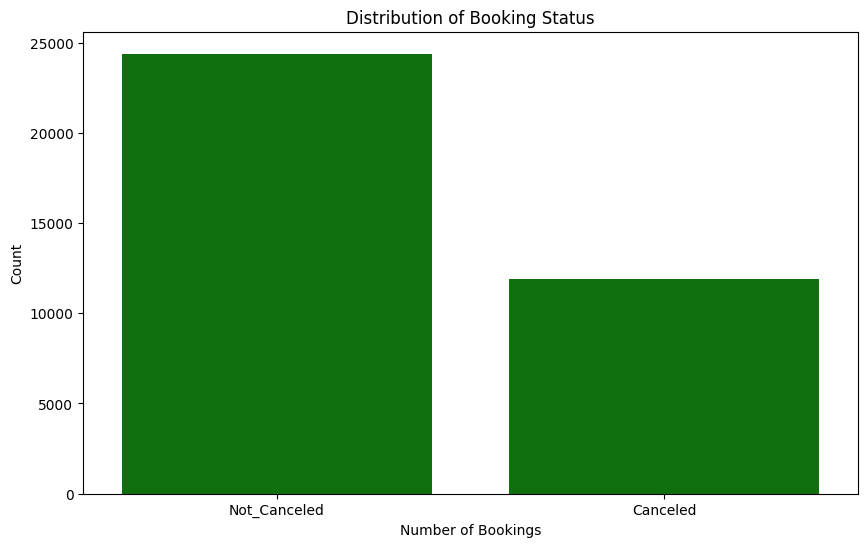 Distribution of Booking Status
25000
20000
15000
10000
5000
0
Count
Not_Canceled Canceled
Number of Bookings